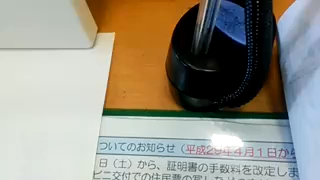 ついてのお知らせ（平成29年4月1日から
日（土）から、証明書の手数料を改定しま
ビニ交付での住民票の写し